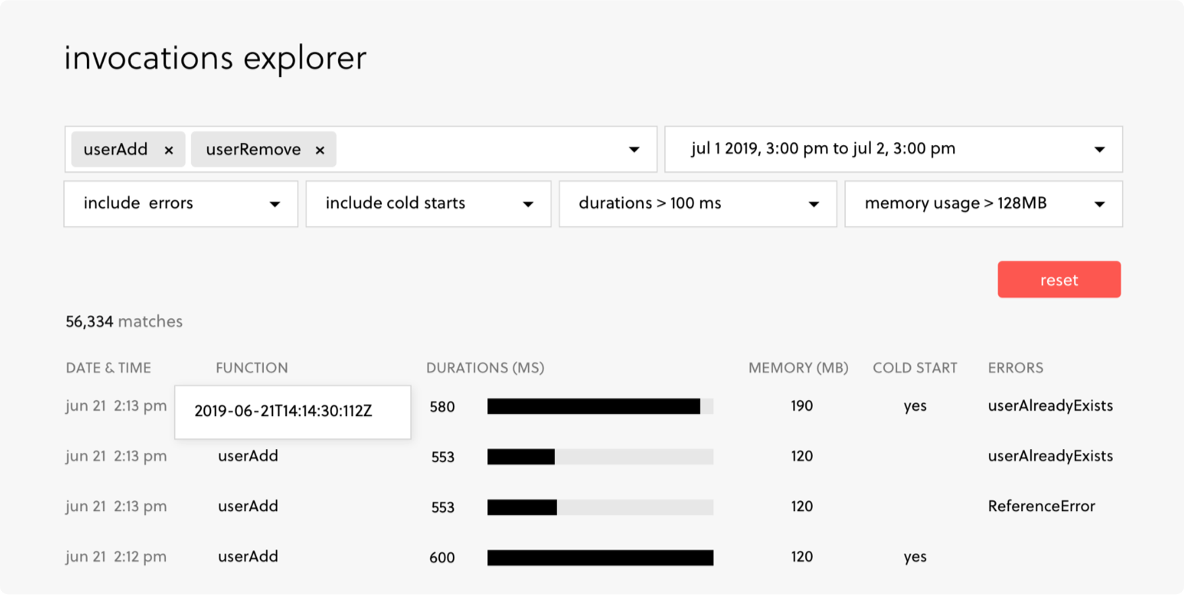 invocations explorer
userAdd × userRemove × jul 1 2019, 3:00 pm to jul 2, 3:00 pm
include errors include cold starts durations > 100 ms memory usage > 128MB
reset
56,334 matches
DATE & TIME FUNCTION DURATIONS (MS) MEMORY (MB) COLD START ERRORS
jun 21 2:13 pm 2019-06-21T14:14:30:112Z 580 190 yes userAlreadyExists
jun 21 2:13 pm userAdd 553 120 userAlreadyExists
jun 21 2:13 pm userAdd 553 120 ReferenceError
jun 21 2:12 pm userAdd 600 120 yes